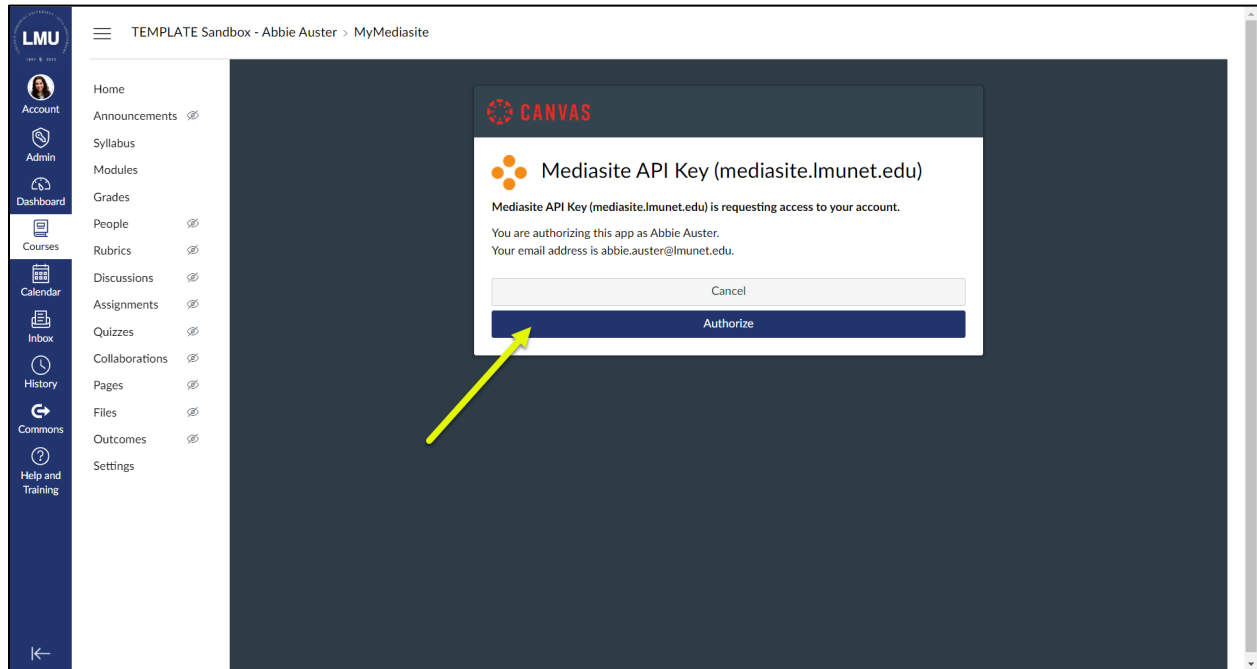 LMU
TEMPLATE Sandbox - Abbie Auster > MyMediasite
Account
Admin
Dashboard
Courses
Calendar
Inbox
History
Commons
Help and
Training
Home
Announcements
Syllabus
Modules
Grades
People
Rubrics
Discussions
Assignments
Quizzes
Collaborations
Pages
Files
Outcomes
Settings
CANVAS
Mediasite API Key (mediasite.lmunet.edu)
Mediasite API Key (mediasite.lmunet.edu) is requesting access to your account.
You are authorizing this app as Abbie Auster.
Your email address is abbie.auster@lmunet.edu.
Cancel
Authorize